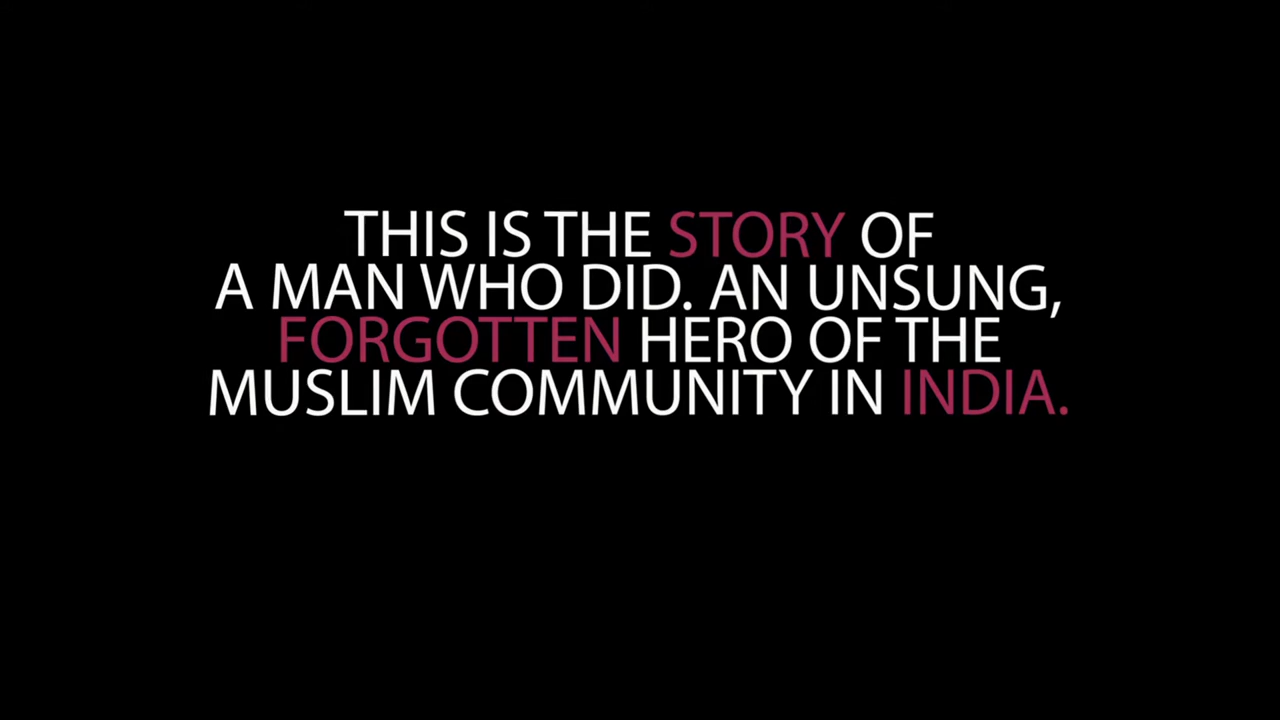 THIS IS THE STORY OF
A MAN WHO DID. AN UNSUNG,
FORGOTTEN HERO OF THE
MUSLIM COMMUNITY IN INDIA.